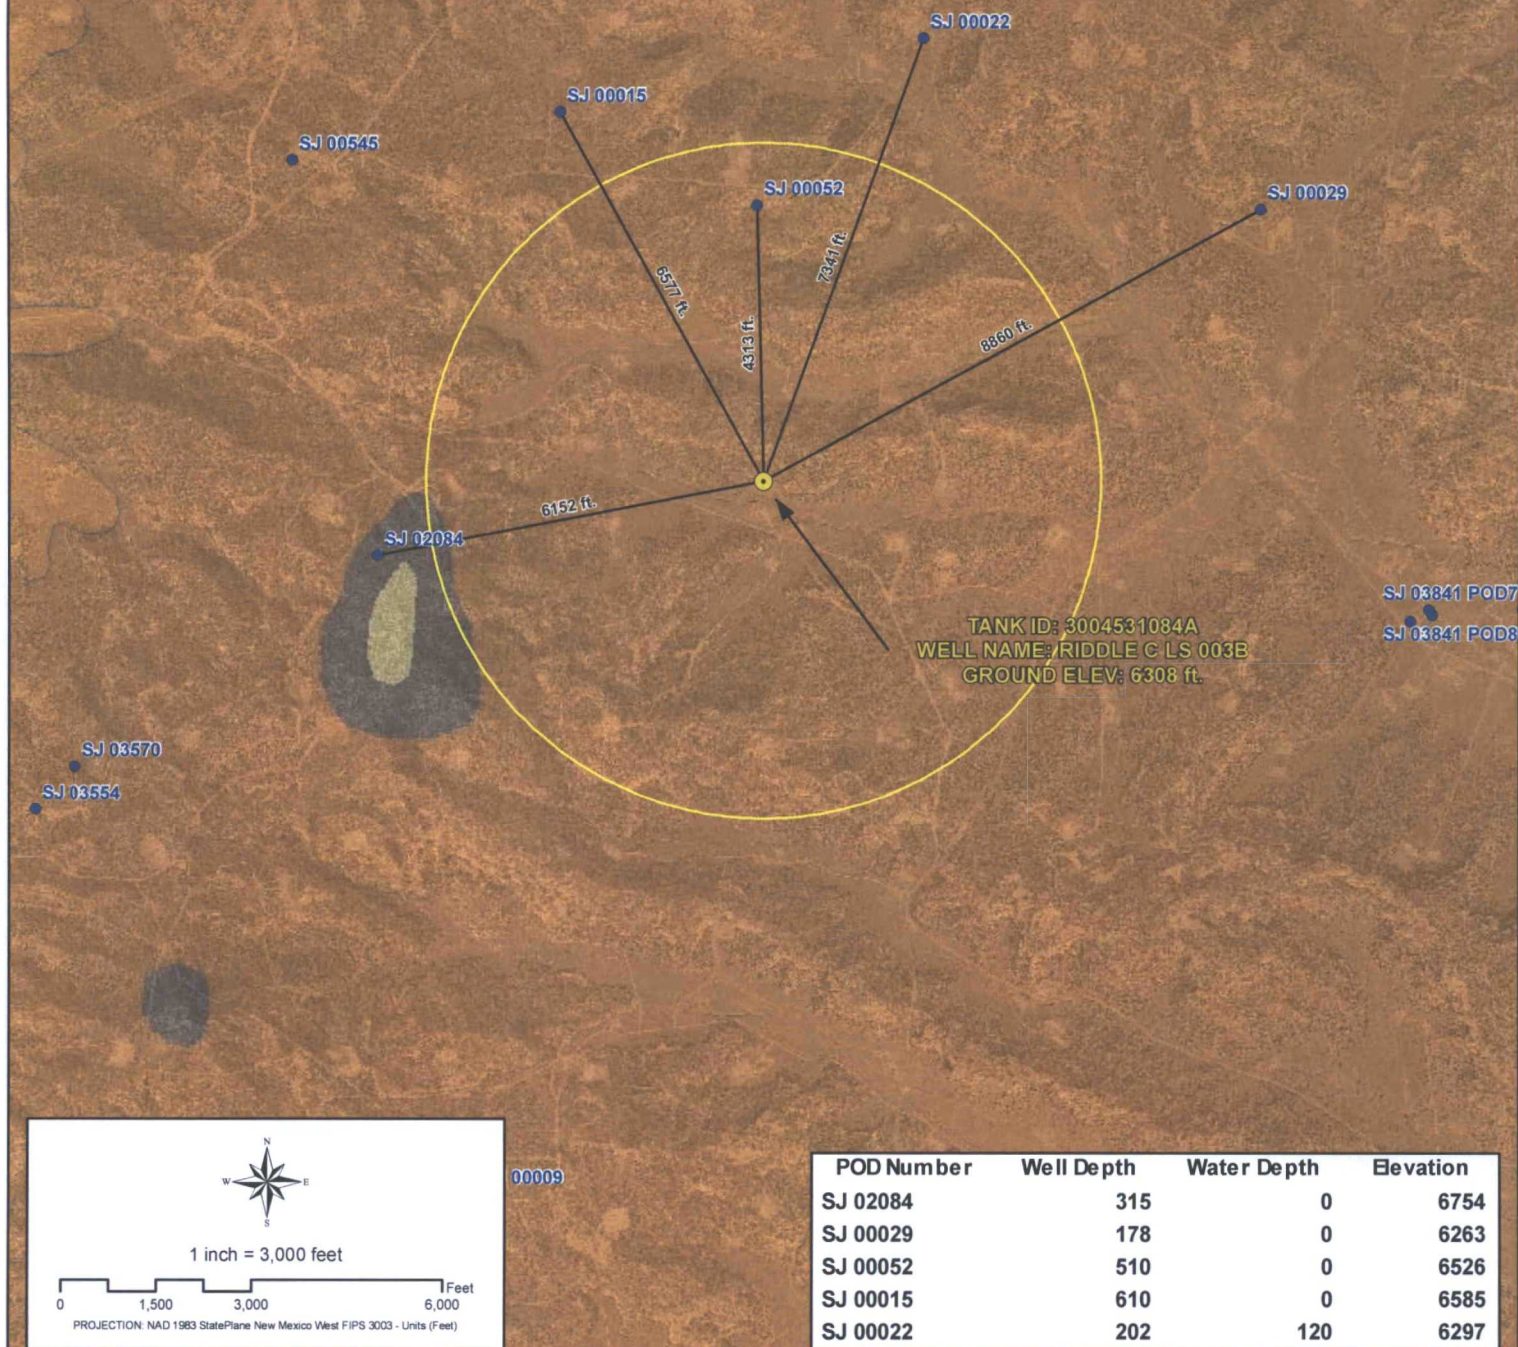 SJ 00022
SJ 00015
SJ 00545
SJ 00052
SJ 00029
6577 ft.
7341 ft.
4313 ft.
8860 ft.
6152 ft.
SJ 02084
SJ 03841 POD7
SJ 03841 POD8
TANK ID: 3004531084A
WELL NAME: RIDDLE C LS 003B
GROUND ELEV: 6308 ft.
SJ 03570
SJ 03554
00009
N
W E
S
1 inch = 3,000 feet
Feet
0 1,500 3,000 6,000
PROJECTION: NAD 1983 StatePlane New Mexico West FIPS 3003 - Units (Feet)
POD Number Well Depth Water Depth Elevation
SJ 02084 315 0 6754
SJ 00029 178 0 6263
SJ 00052 510 0 6526
SJ 00015 610 0 6585
SJ 00022 202 120 6297